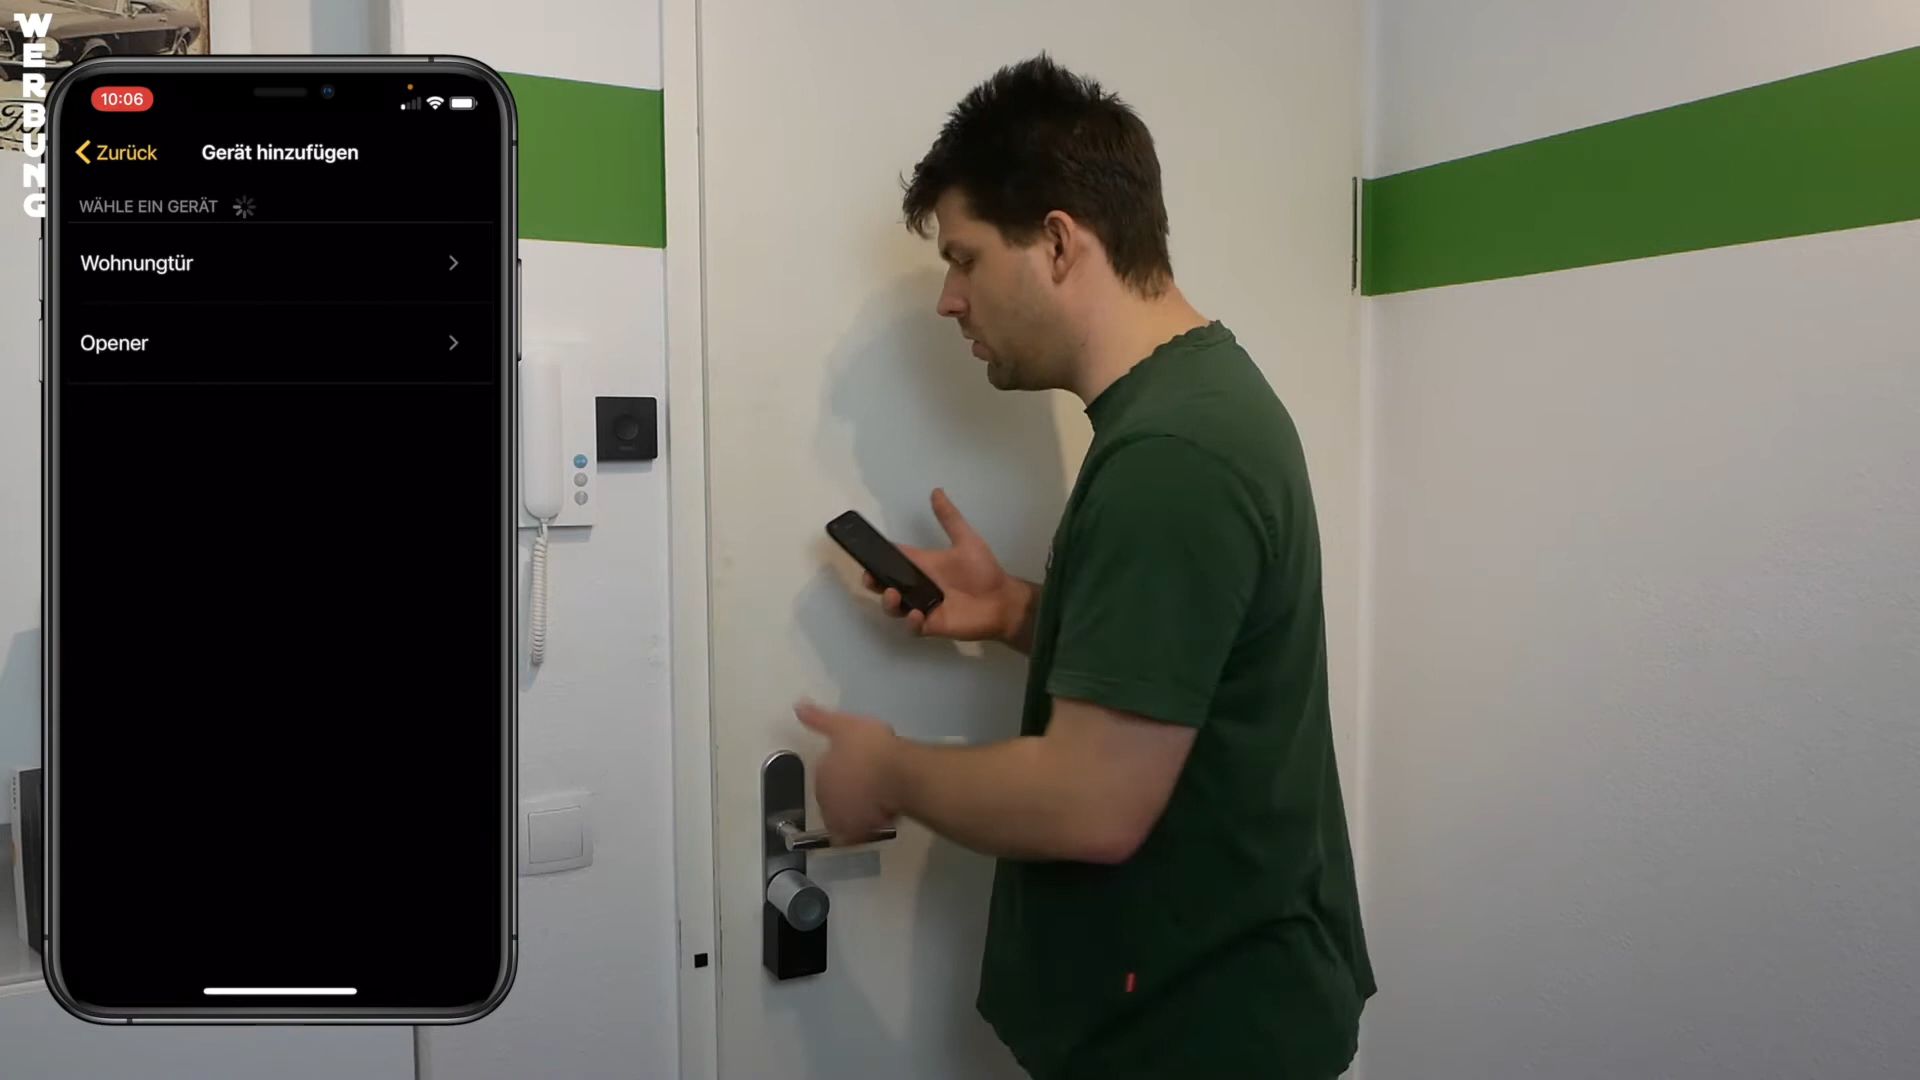 WERBUNG
10:06
Zurück
Gerät hinzufügen
WÄHLE EIN GERÄT
Wohnungtür
Opener